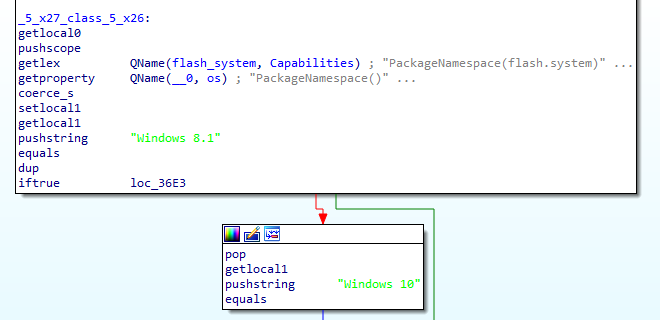 _5_x27_class_5_x26:
getlocal0
pushscope
getlex QName(flash_system, Capabilities) ; "PackageNamespace(flash.system)" ...
getproperty QName(__0, os) ; "PackageNamespace()" ...
coerce_s
setlocal1
getlocal1
pushstring "Windows 8.1"
equals
dup
iftrue loc_36E3
pop
getlocal1
pushstring "Windows 10"
equals